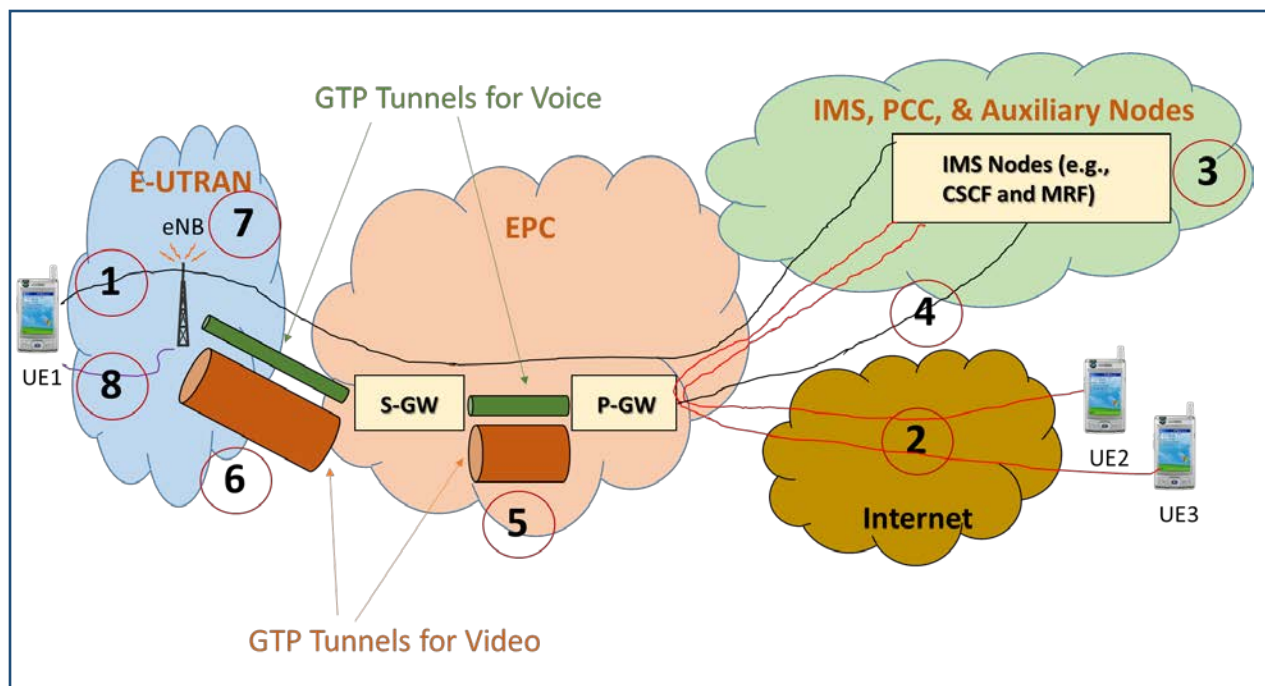 GTP Tunnels for Voice
IMS, PCC, & Auxiliary Nodes
IMS Nodes (e.g.,
CSCF and MRF)
3
E-UTRAN
eNB
7
EPC
1
4
UE1
8
S-GW
P-GW
2
UE2
6
5
Internet
UE3
GTP Tunnels for Video